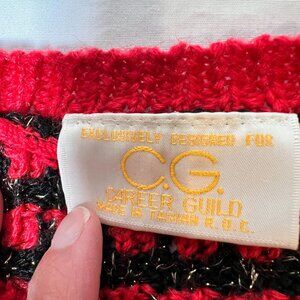 EXCLUSIVELY DESIGNED FOR
C.G.
CAREER GUILD
MADE IN TAIWAN R.O.C.